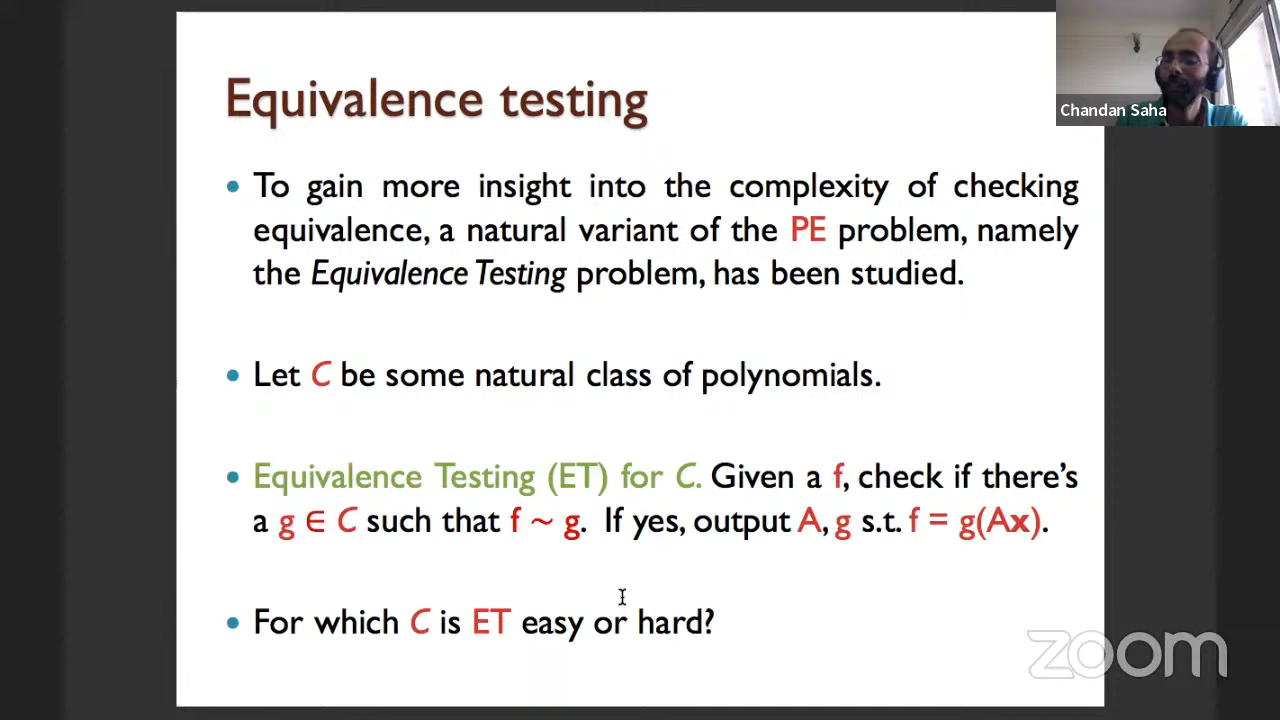 Equivalence testing
Chandan Saha
• To gain more insight into the complexity of checking
equivalence, a natural variant of the PE problem, namely
the Equivalence Testing problem, has been studied.
• Let C be some natural class of polynomials.
• Equivalence Testing (ET) for C. Given a f, check if there's
a g ∈ C such that f ~ g. If yes, output A, g s.t. f = g(Ax).
• For which C is ET easy or hard?
zoom